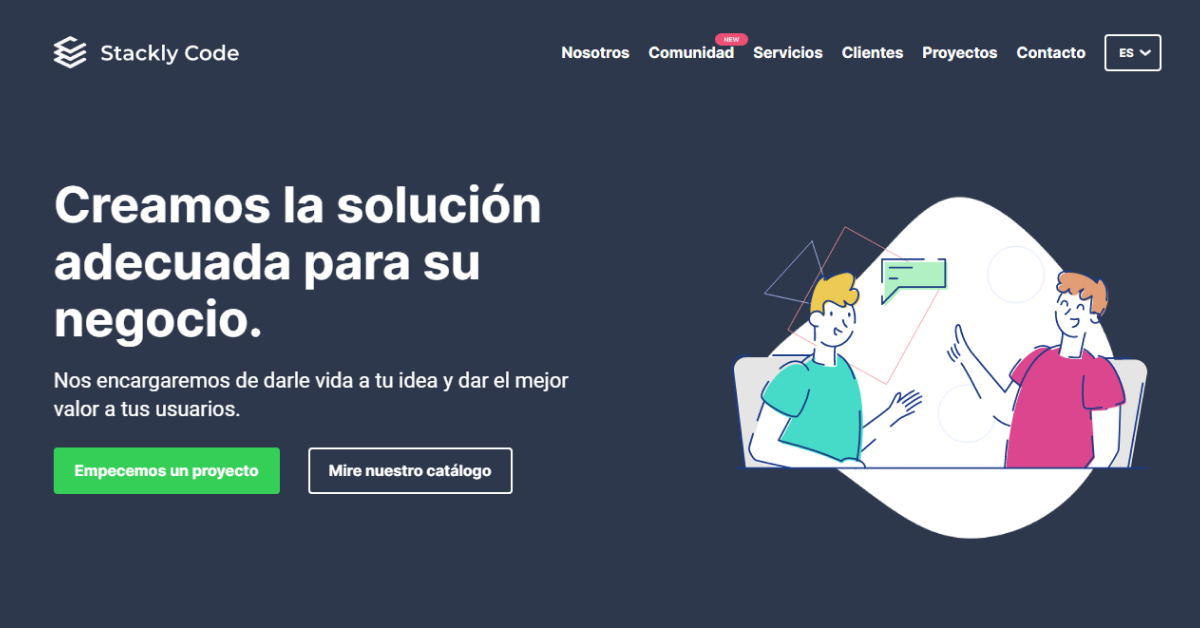 Stackly Code
Nosotros Comunidad NEW Servicios Clientes Proyectos Contacto ES
Creamos la solución
adecuada para su
negocio.
Nos encargaremos de darle vida a tu idea y dar el mejor
valor a tus usuarios.
Empecemos un proyecto
Mire nuestro catálogo